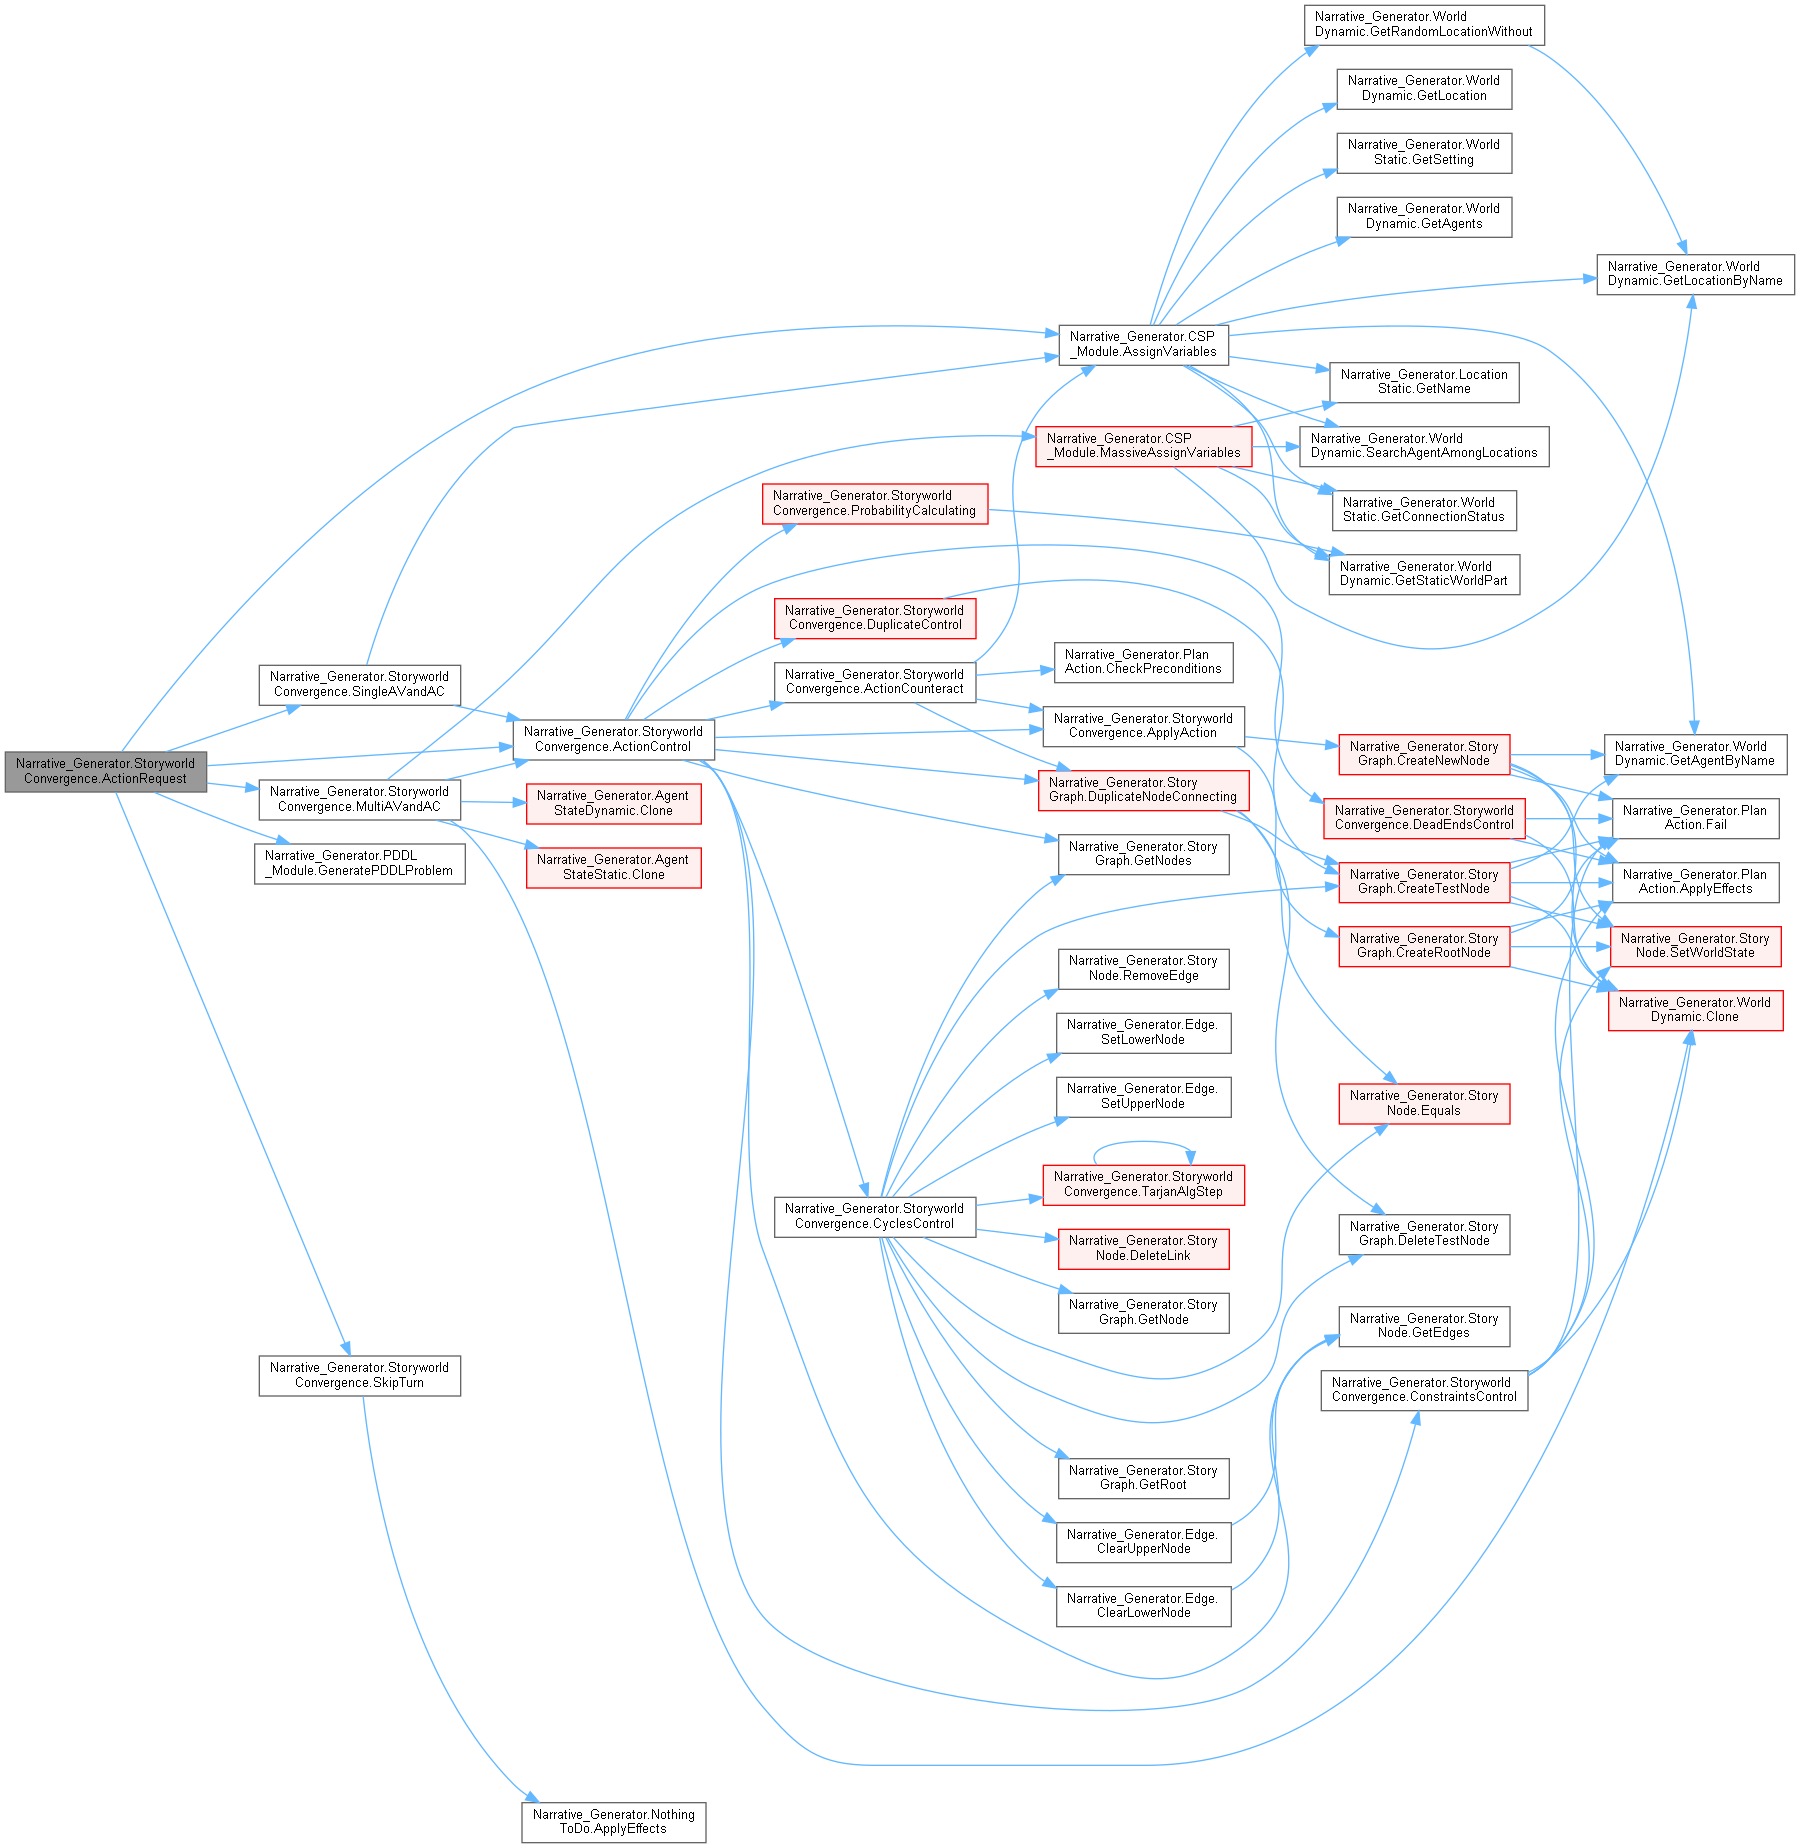 Narrative_Generator.World
Dynamic.GetRandomLocationWithout
Narrative_Generator.World
Dynamic.GetLocation
Narrative_Generator.World
Static.GetSetting
Narrative_Generator.World
Dynamic.GetAgents
Narrative_Generator.World
Dynamic.GetLocationByName
Narrative_Generator.CSP
_Module.AssignVariables
Narrative_Generator.Location
Static.GetName
Narrative_Generator.CSP
_Module.MassiveAssignVariables
Narrative_Generator.World
Dynamic.SearchAgentAmongLocations
Narrative_Generator.Storyworld
Convergence.ProbabilityCalculating
Narrative_Generator.World
Static.GetConnectionStatus
Narrative_Generator.World
Dynamic.GetStaticWorldPart
Narrative_Generator.Storyworld
Convergence.DuplicateControl
Narrative_Generator.Plan
Action.CheckPreconditions
Narrative_Generator.Storyworld
Convergence.SingleAVandAC
Narrative_Generator.Storyworld
Convergence.ActionCounteract
Narrative_Generator.Storyworld
Convergence.ApplyAction
Narrative_Generator.Storyworld
Convergence.ActionControl
Narrative_Generator.Story
Graph.CreateNewNode
Narrative_Generator.World
Dynamic.GetAgentByName
Narrative_Generator.Storyworld
Convergence.ActionRequest
Narrative_Generator.Storyworld
Convergence.MultiAVandAC
Narrative_Generator.Agent
StateDynamic.Clone
Narrative_Generator.Story
Graph.DuplicateNodeConnecting
Narrative_Generator.Storyworld
Convergence.DeadEndsControl
Narrative_Generator.Plan
Action.Fail
Narrative_Generator.PDDL
_Module.GeneratePDDLProblem
Narrative_Generator.Agent
StateStatic.Clone
Narrative_Generator.Story
Graph.GetNodes
Narrative_Generator.Story
Graph.CreateTestNode
Narrative_Generator.Plan
Action.ApplyEffects
Narrative_Generator.Story
Graph.CreateRootNode
Narrative_Generator.Story
Node.SetWorldState
Narrative_Generator.Story
Node.RemoveEdge
Narrative_Generator.World
Dynamic.Clone
Narrative_Generator.Edge.
SetLowerNode
Narrative_Generator.Edge.
SetUpperNode
Narrative_Generator.Story
Node.Equals
Narrative_Generator.Storyworld
Convergence.TarjanAlgStep
Narrative_Generator.Storyworld
Convergence.CyclesControl
Narrative_Generator.Story
Node.DeleteLink
Narrative_Generator.Story
Graph.DeleteTestNode
Narrative_Generator.Story
Graph.GetNode
Narrative_Generator.Story
Node.GetEdges
Narrative_Generator.Storyworld
Convergence.SkipTurn
Narrative_Generator.Storyworld
Convergence.ConstraintsControl
Narrative_Generator.Story
Graph.GetRoot
Narrative_Generator.Edge.
ClearUpperNode
Narrative_Generator.Edge.
ClearLowerNode
Narrative_Generator.Nothing
ToDo.ApplyEffects